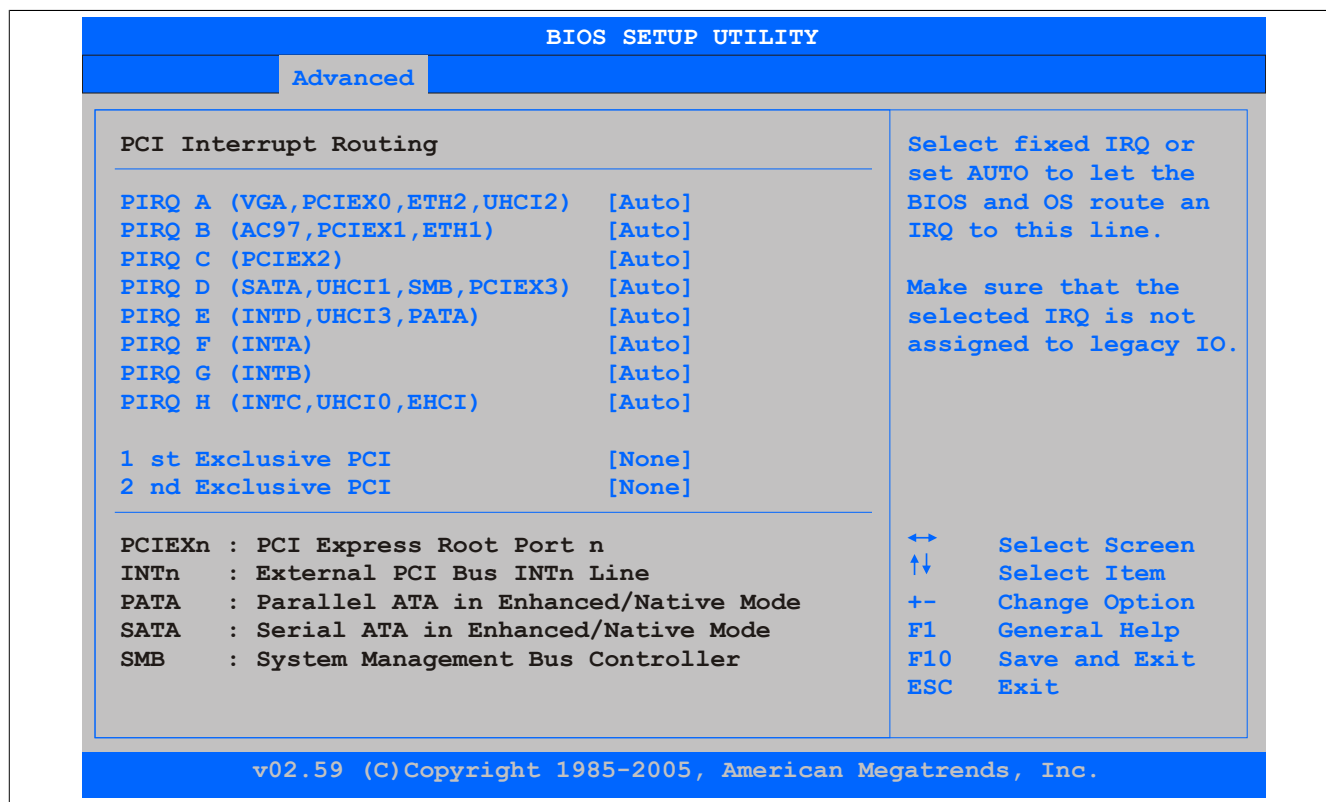 BIOS SETUP UTILITY
Advanced
PCI Interrupt Routing
PIRQ A (VGA,PCIEX0,ETH2,UHCI2) [Auto]
PIRQ B (AC97,PCIEX1,ETH1) [Auto]
PIRQ C (PCIEX2) [Auto]
PIRQ D (SATA,UHCI1,SMB,PCIEX3) [Auto]
PIRQ E (INTD,UHCI3,PATA) [Auto]
PIRQ F (INTA) [Auto]
PIRQ G (INTB) [Auto]
PIRQ H (INTC,UHCI0,EHCI) [Auto]
1 st Exclusive PCI [None]
2 nd Exclusive PCI [None]
PCIEXn : PCI Express Root Port n
INTn : External PCI Bus INTn Line
PATA : Parallel ATA in Enhanced/Native Mode
SATA : Serial ATA in Enhanced/Native Mode
SMB : System Management Bus Controller
Select fixed IRQ or
set AUTO to let the
BIOS and OS route an
IRQ to this line.
Make sure that the
selected IRQ is not
assigned to legacy IO.
↔ Select Screen
↑↓ Select Item
+- Change Option
F1 General Help
F10 Save and Exit
ESC Exit
v02.59 (C)Copyright 1985-2005, American Megatrends, Inc.